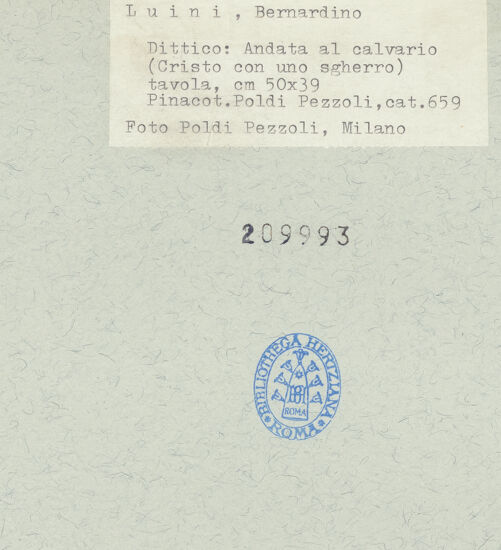 L u i n i , Bernardino
Dittico: Andata al calvario
(Cristo con uno sgherro)
tavola, cm 50x39
Pinacot.Poldi Pezzoli,cat.659
Foto Poldi Pezzoli, Milano
209993
BIBLIOTHECA HERTZIANA
BH
ROMA
* ROMA *